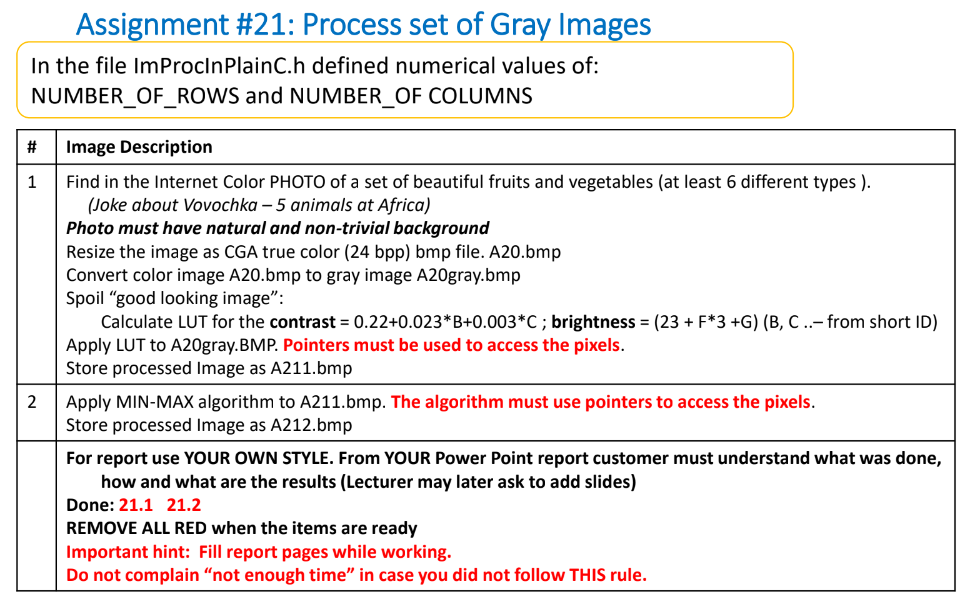 Assignment #21: Process set of Gray Images
In the file ImProcInPlainC.h defined numerical values of:
NUMBER_OF_ROWS and NUMBER_OF COLUMNS
# Image Description
1 Find in the Internet Color PHOTO of a set of beautiful fruits and vegetables (at least 6 different types ).
(Joke about Vovochka – 5 animals at Africa)
Photo must have natural and non-trivial background
Resize the image as CGA true color (24 bpp) bmp file. A20.bmp
Convert color image A20.bmp to gray image A20gray.bmp
Spoil “good looking image”:
Calculate LUT for the contrast = 0.22+0.023*B+0.003*C ; brightness = (23 + F*3 +G) (B, C ..– from short ID)
Apply LUT to A20gray.BMP. Pointers must be used to access the pixels.
Store processed Image as A211.bmp
2 Apply MIN-MAX algorithm to A211.bmp. The algorithm must use pointers to access the pixels.
Store processed Image as A212.bmp
For report use YOUR OWN STYLE. From YOUR Power Point report customer must understand what was done,
how and what are the results (Lecturer may later ask to add slides)
Done: 21.1 21.2
REMOVE ALL RED when the items are ready
Important hint: Fill report pages while working.
Do not complain “not enough time” in case you did not follow THIS rule.